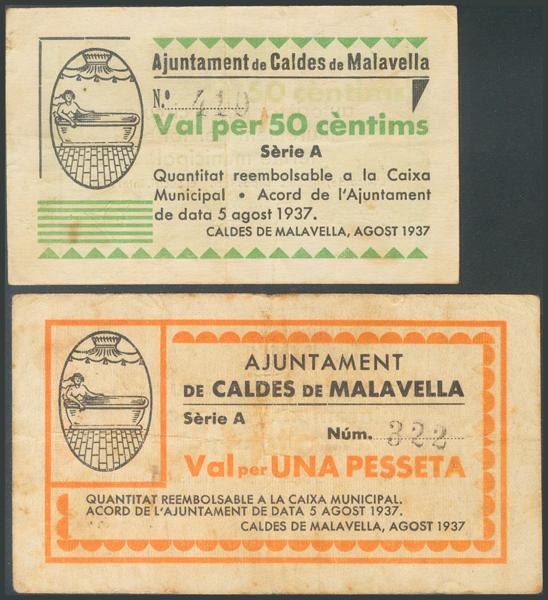 Ajuntament de Caldes de Malavella
N.º 410
Val per 50 cèntims
Sèrie A
Quantitat reembolsable a la Caixa
Municipal • Acord de l'Ajuntament
de data 5 agost 1937.
CALDES DE MALAVELLA, AGOST 1937
AJUNTAMENT
DE CALDES DE MALAVELLA
Sèrie A
Núm. 322
Val per UNA PESSETA
QUANTITAT REEMBOLSABLE A LA CAIXA MUNICIPAL.
ACORD DE L'AJUNTAMENT DE DATA 5 AGOST 1937.
CALDES DE MALAVELLA, AGOST 1937